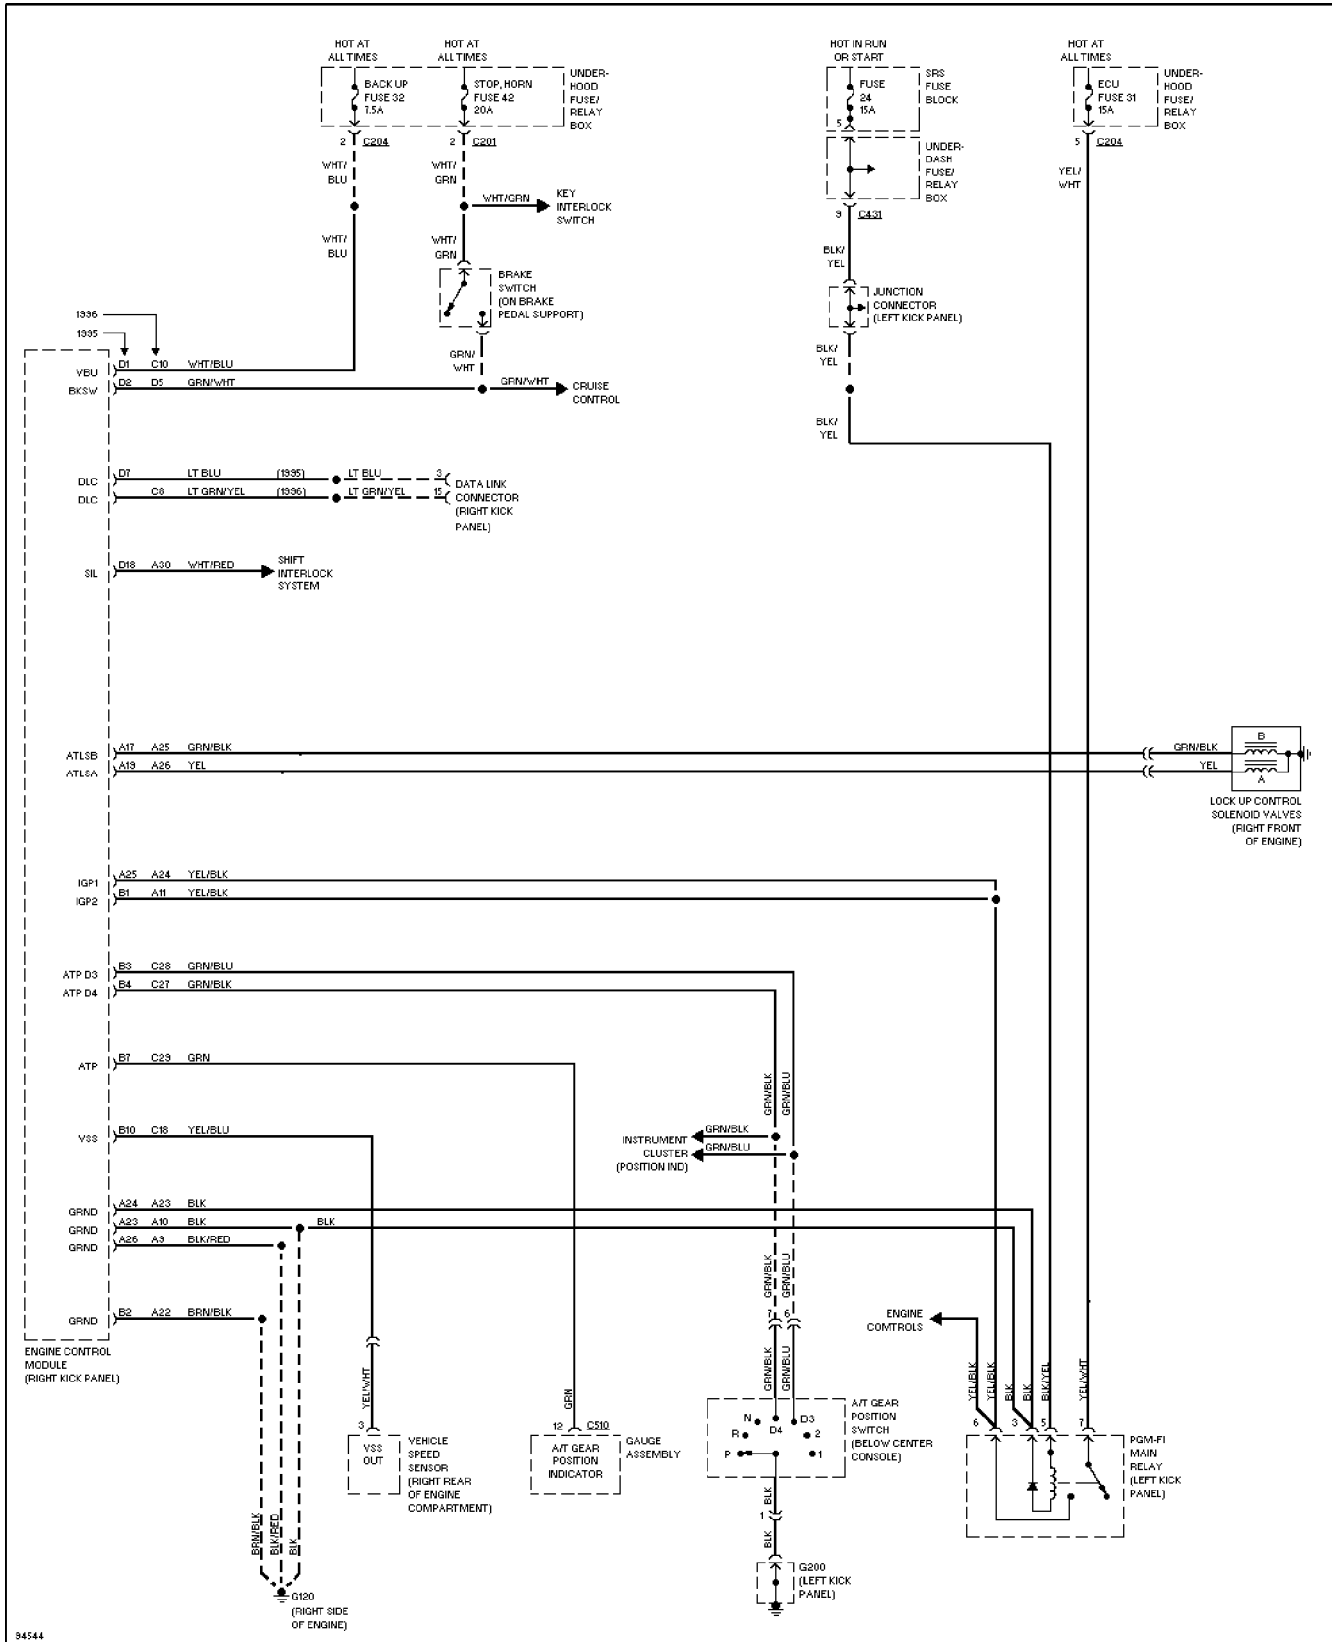 HOT AT
ALL TIMES
HOT AT
ALL TIMES
HOT IN RUN
OR START
HOT AT
ALL TIMES
BACK UP
FUSE 32
7.5A
STOP, HORN
FUSE 42
20A
UNDER-
HOOD
FUSE/
RELAY
BOX
FUSE
24
15A
5
SRS
FUSE
BLOCK
ECU
FUSE 31
15A
UNDER-
HOOD
FUSE/
RELAY
BOX
2 C204
2 C201
5 C204
UNDER-
DASH
FUSE/
RELAY
BOX
9 C431
WHT/
BLU
WHT/
GRN
YEL/
WHT
WHT/GRN
KEY
INTERLOCK
SWITCH
WHT/
BLU
WHT/
GRN
BLK/
YEL
BRAKE
SWITCH
(ON BRAKE
PEDAL SUPPORT)
JUNCTION
CONNECTOR
(LEFT KICK PANEL)
1996
1995
GRN/
WHT
BLK/
YEL
VBU D1 C10 WHT/BLU
BKSW D2 D5 GRN/WHT
GRN/WHT
CRUISE
CONTROL
BLK/
YEL
DLC D7 LT BLU (1995) LT BLU 3
DLC C8 LT GRN/YEL (1996) LT GRN/YEL 15
DATA LINK
CONNECTOR
(RIGHT KICK
PANEL)
SIL D18 A30 WHT/RED
SHIFT
INTERLOCK
SYSTEM
ATLSB A17 A25 GRN/BLK
GRN/BLK
B
ATLSA A19 A26 YEL
YEL
A
LOCK UP CONTROL
SOLENOID VALVES
(RIGHT FRONT
OF ENGINE)
IGP1 A25 A24 YEL/BLK
IGP2 B1 A11 YEL/BLK
ATP D3 B3 C28 GRN/BLU
ATP D4 B4 C27 GRN/BLK
ATP B7 C29 GRN
GRN/BLK
GRN/BLU
VSS B10 C18 YEL/BLU
INSTRUMENT
CLUSTER
(POSITION IND)
GRN/BLK
GRN/BLU
GRND A24 A23 BLK
GRND A23 A10 BLK
BLK
GRND A26 A9 BLK/RED
GRN/BLK
GRN/BLU
7 6
GRND B2 A22 BRN/BLK
ENGINE
COMTROLS
ENGINE CONTROL
MODULE
(RIGHT KICK PANEL)
YEL/WHT
GRN
GRN/BLK
GRN/BLU
YEL/BLK
YEL/BLK
BLK
BLK
BLK/YEL
YEL/WHT
3
12 C510
6 3 5 7
VSS
OUT
VEHICLE
SPEED
SENSOR
(RIGHT REAR
OF ENGINE
COMPARTMENT)
A/T GEAR
POSITION
INDICATOR
GAUGE
ASSEMBLY
N
D4
D3
R
2
P
1
A/T GEAR
POSITION
SWITCH
(BELOW CENTER
CONSOLE)
PGM-FI
MAIN
RELAY
(LEFT KICK
PANEL)
BLK
1
BLK
BRN/BLK
BLK/RED
BLK
G120
(RIGHT SIDE
OF ENGINE)
G200
(LEFT KICK
PANEL)
94544